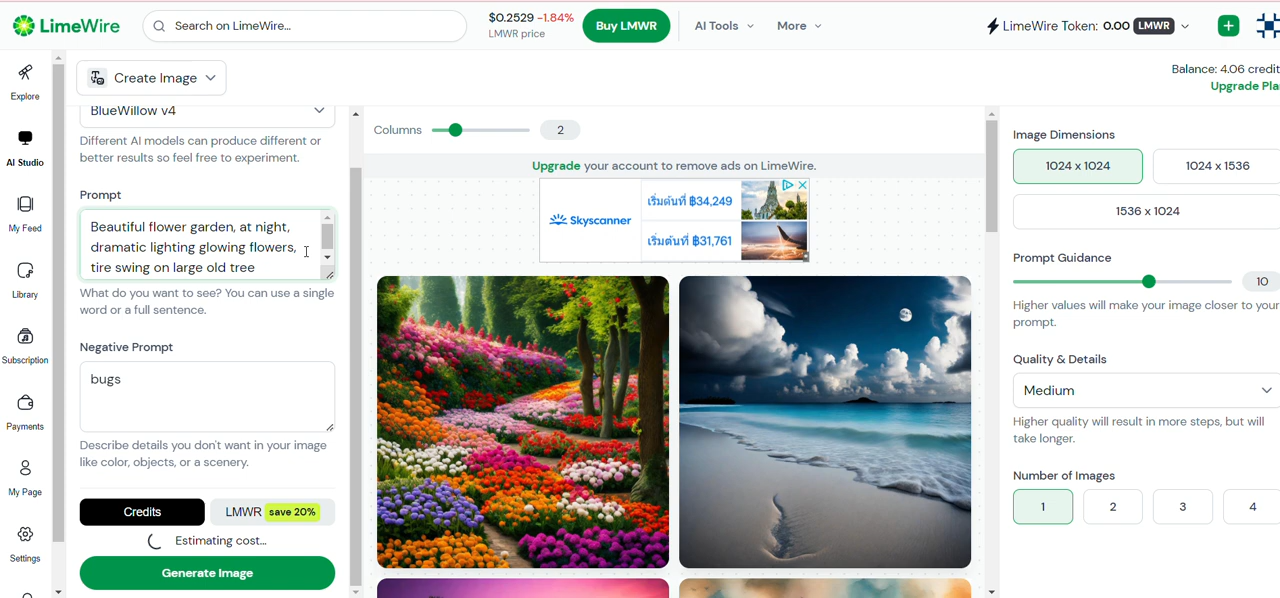 LimeWire
Search on LimeWire...
$0.2529 -1.84%
LMWR price
Buy LMWR
AI Tools
More
LimeWire Token: 0.00 LMWR
Explore
AI Studio
My Feed
Library
Subscription
Payments
My Page
Settings
Create Image
Balance: 4.06 credit
Upgrade Pla
BlueWillow v4
Different AI models can produce different or
better results so feel free to experiment.
Prompt
Beautiful flower garden, at night,
dramatic lighting glowing flowers,
tire swing on large old tree
What do you want to see? You can use a single
word or a full sentence.
Negative Prompt
bugs
Describe details you don't want in your image
like color, objects, or a scenery.
Credits
LMWR save 20%
Estimating cost...
Generate Image
Columns
2
Upgrade your account to remove ads on LimeWire.
Skyscanner
เริ่มต้นที่ ฿34,249
เริ่มต้นที่ ฿31,761
Image Dimensions
1024 x 1024
1024 x 1536
1536 x 1024
Prompt Guidance
10
Higher values will make your image closer to your
prompt.
Quality & Details
Medium
Higher quality will result in more steps, but will
take longer.
Number of Images
1
2
3
4